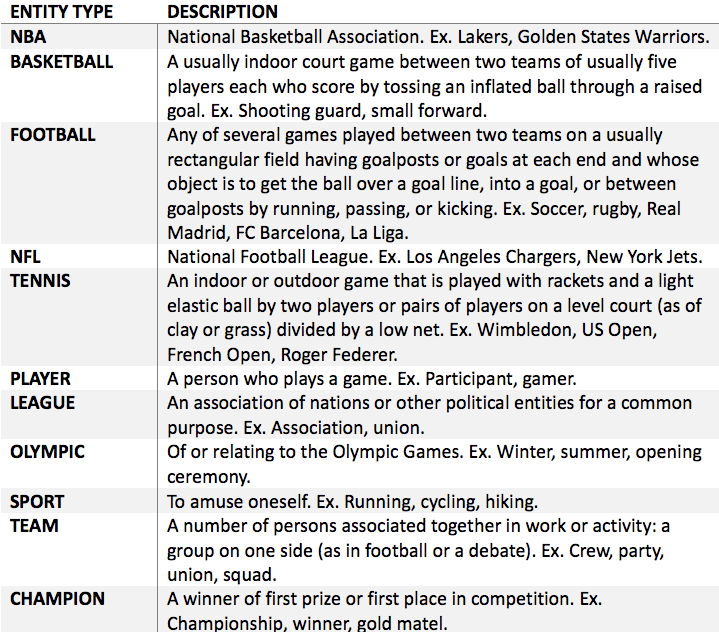 ENTITY TYPE DESCRIPTION
NBA National Basketball Association. Ex. Lakers, Golden States Warriors.
BASKETBALL A usually indoor court game between two teams of usually five
players each who score by tossing an inflated ball through a raised
goal. Ex. Shooting guard, small forward.
FOOTBALL Any of several games played between two teams on a usually
rectangular field having goalposts or goals at each end and whose
object is to get the ball over a goal line, into a goal, or between
goalposts by running, passing, or kicking. Ex. Soccer, rugby, Real
Madrid, FC Barcelona, La Liga.
NFL National Football League. Ex. Los Angeles Chargers, New York Jets.
TENNIS An indoor or outdoor game that is played with rackets and a light
elastic ball by two players or pairs of players on a level court (as of
clay or grass) divided by a low net. Ex. Wimbledon, US Open,
French Open, Roger Federer.
PLAYER A person who plays a game. Ex. Participant, gamer.
LEAGUE An association of nations or other political entities for a common
purpose. Ex. Association, union.
OLYMPIC Of or relating to the Olympic Games. Ex. Winter, summer, opening
ceremony.
SPORT To amuse oneself. Ex. Running, cycling, hiking.
TEAM A number of persons associated together in work or activity: a
group on one side (as in football or a debate). Ex. Crew, party,
union, squad.
CHAMPION A winner of first prize or first place in competition. Ex.
Championship, winner, gold matel.